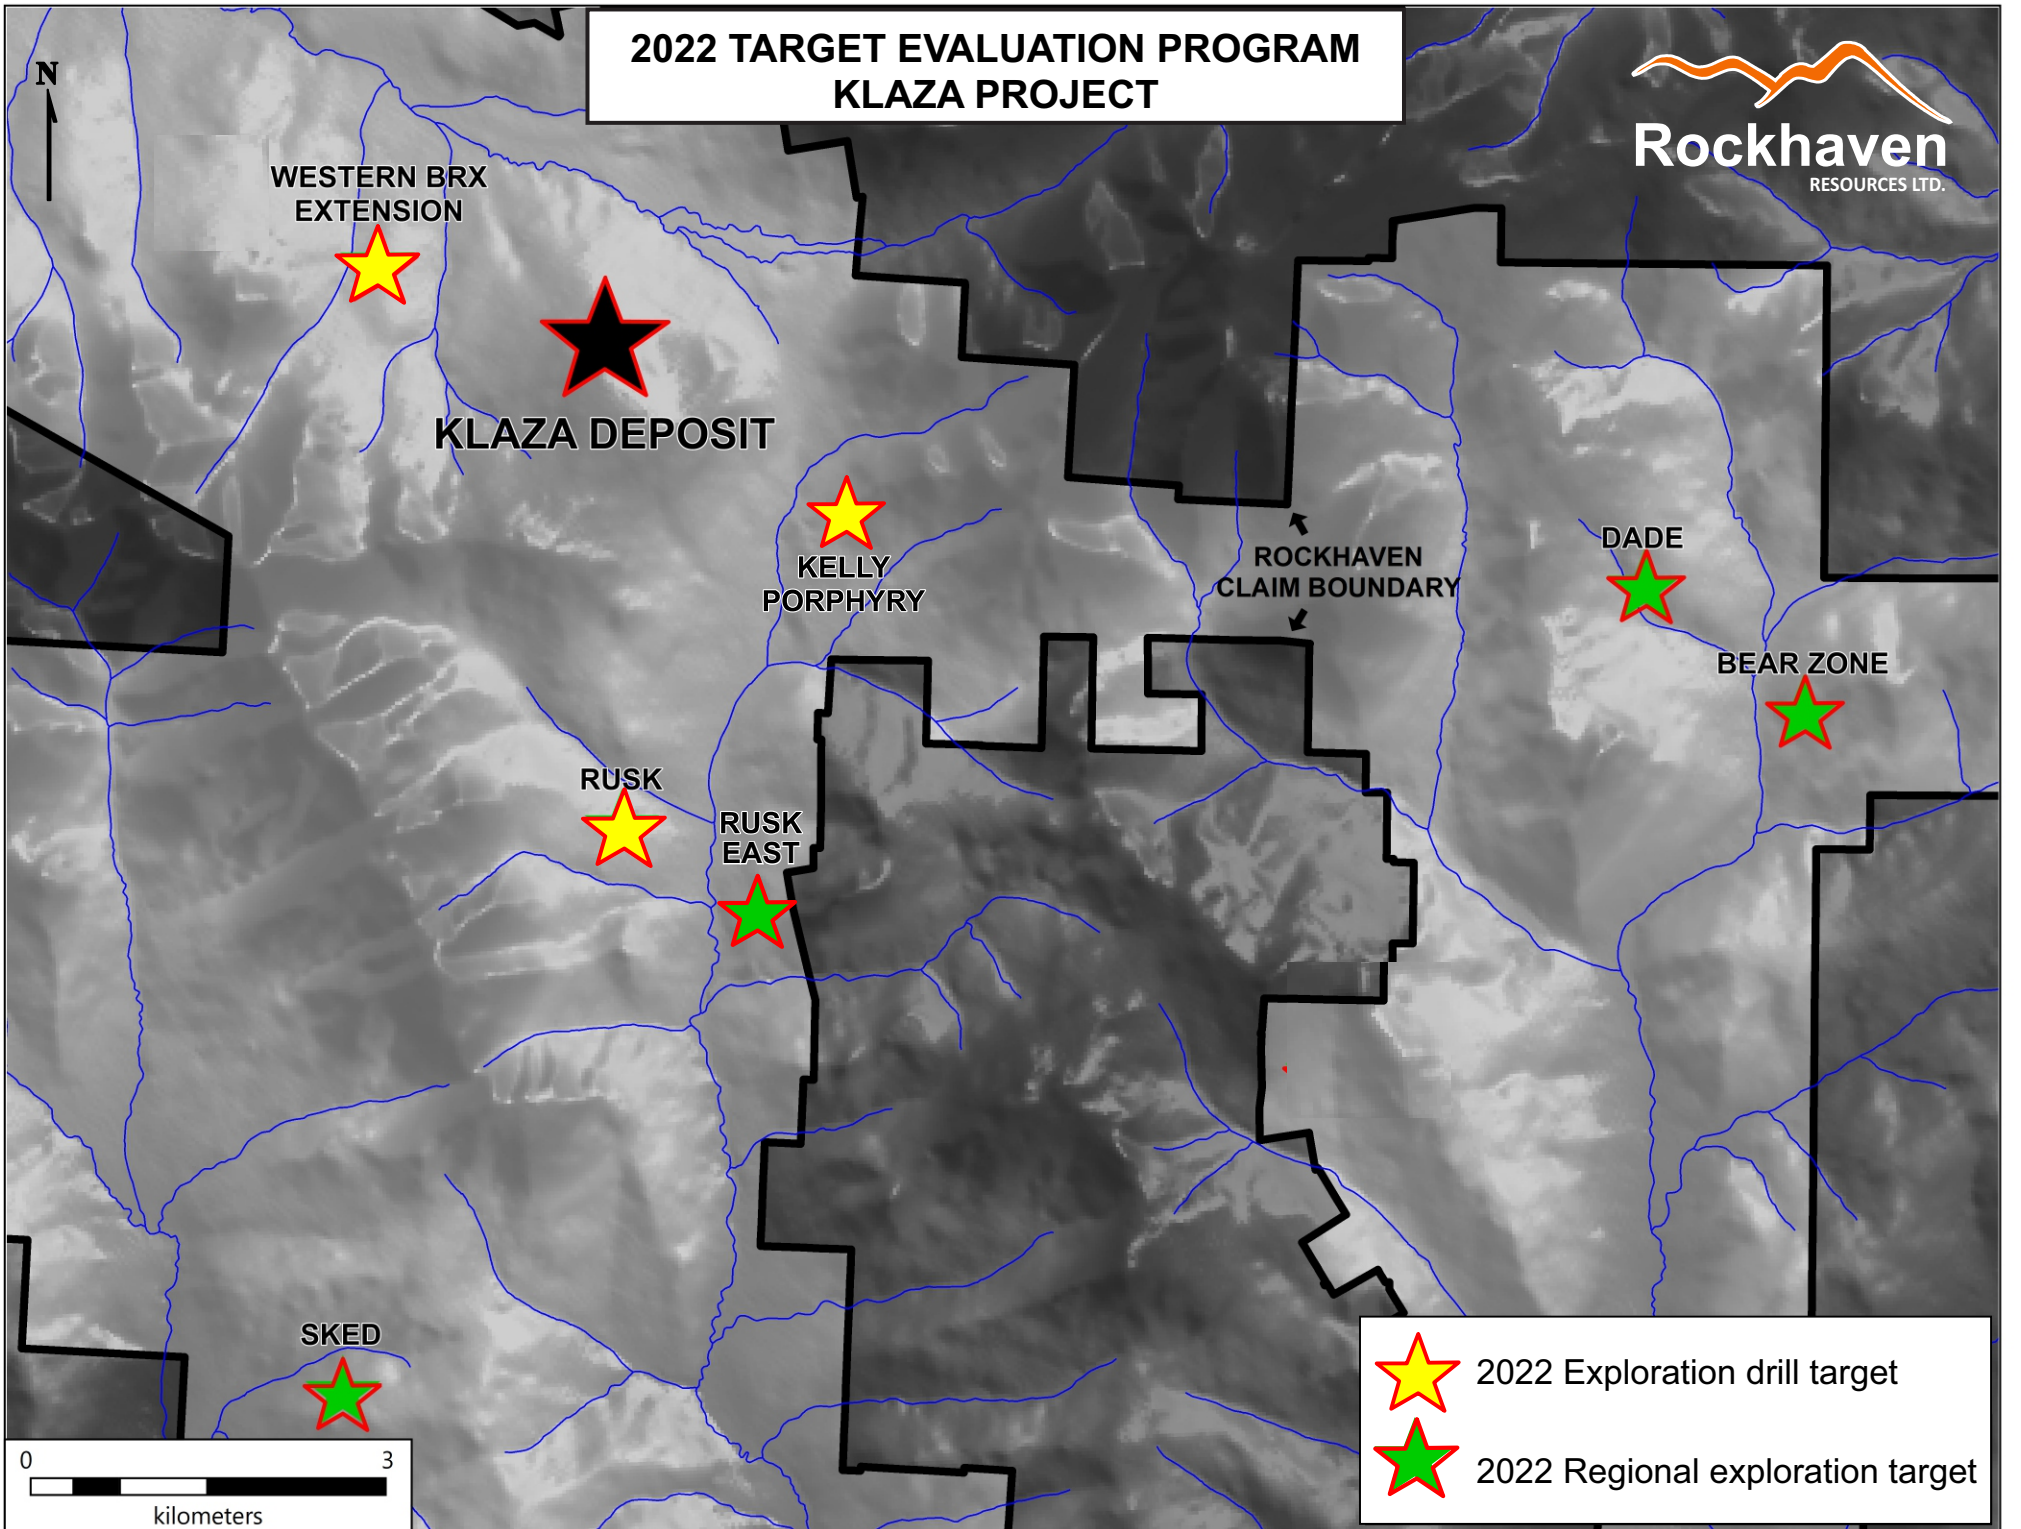 2022 TARGET EVALUATION PROGRAM
KLAZA PROJECT
N
Rockhaven
RESOURCES LTD.
WESTERN BRX
EXTENSION
KLAZA DEPOSIT
KELLY
PORPHYRY
ROCKHAVEN
CLAIM BOUNDARY
DADE
BEAR ZONE
RUSK
RUSK
EAST
SKED
0 3
kilometers
2022 Exploration drill target
2022 Regional exploration target